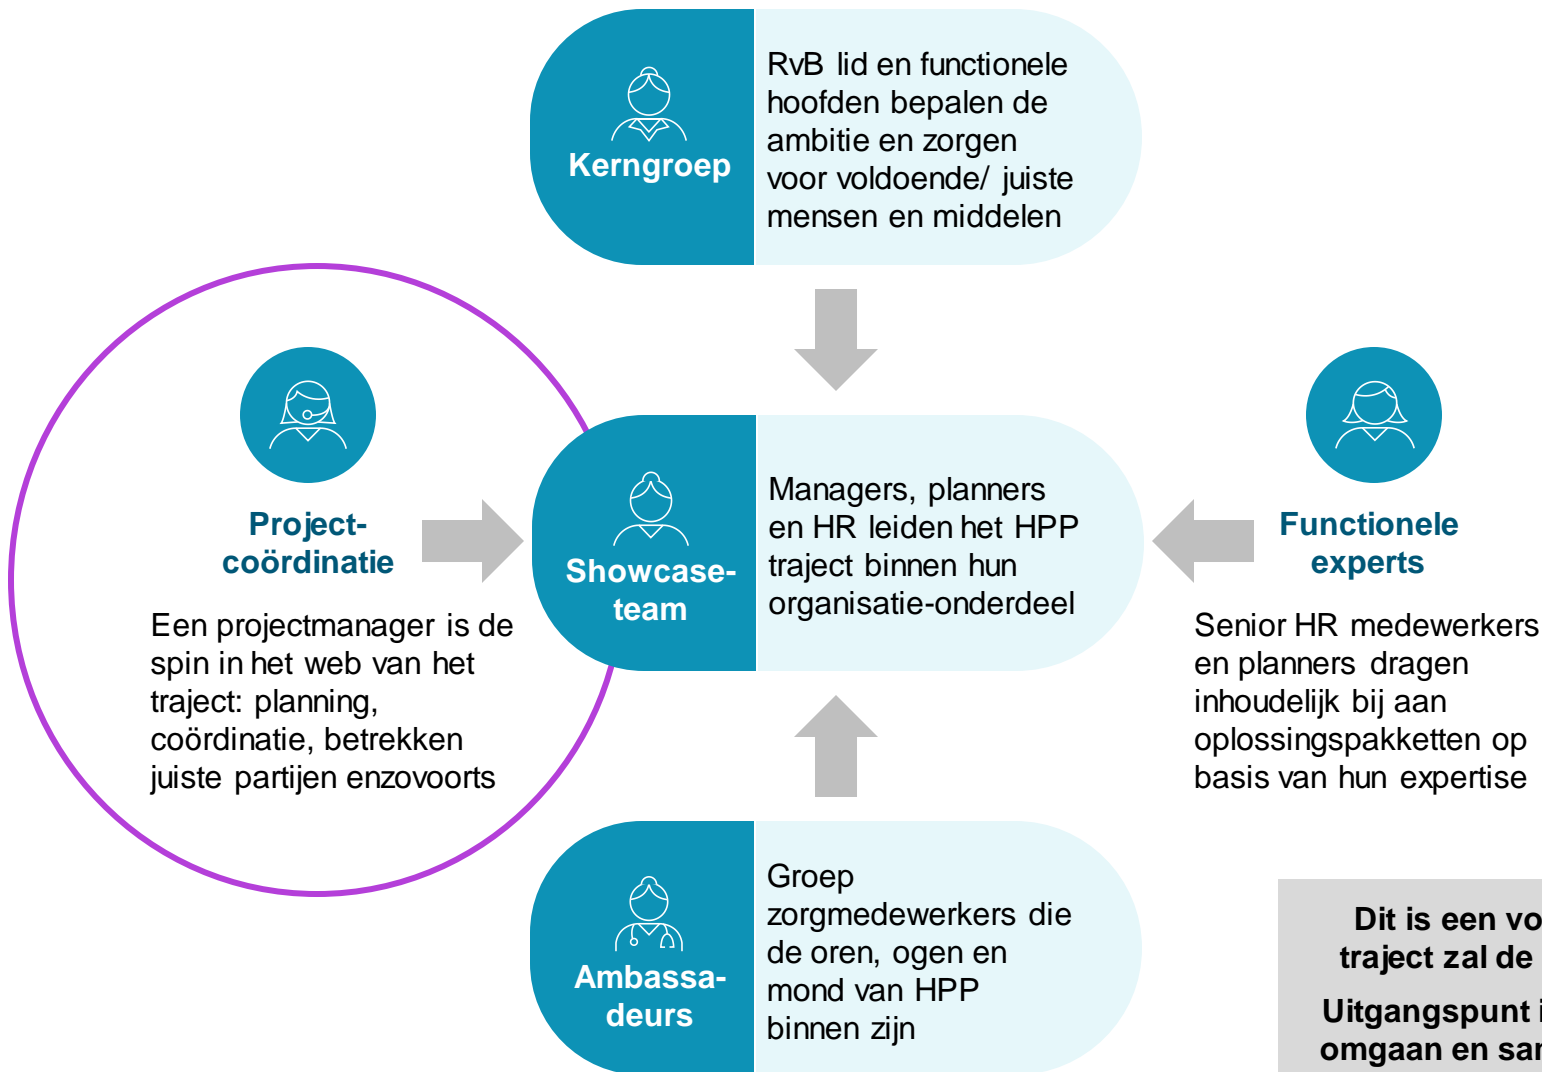 Kerngroep
RvB lid en functionele
hoofden bepalen de
ambitie en zorgen
voor voldoende/ juiste
mensen en middelen
Project-
coördinatie
Een projectmanager is de
spin in het web van het
traject: planning,
coördinatie, betrekken
juiste partijen enzovoorts
Showcase-
team
Managers, planners
en HR leiden het HPP
traject binnen hun
organisatie-onderdeel
Functionele
experts
Senior HR medewerkers
en planners dragen
inhoudelijk bij aan
oplossingspakketten op
basis van hun expertise
Ambassa-
deurs
Groep
zorgmedewerkers die
de oren, ogen en
mond van HPP
binnen zijn
Dit is een
traject zal de
Uitgangspunt
omgaan en